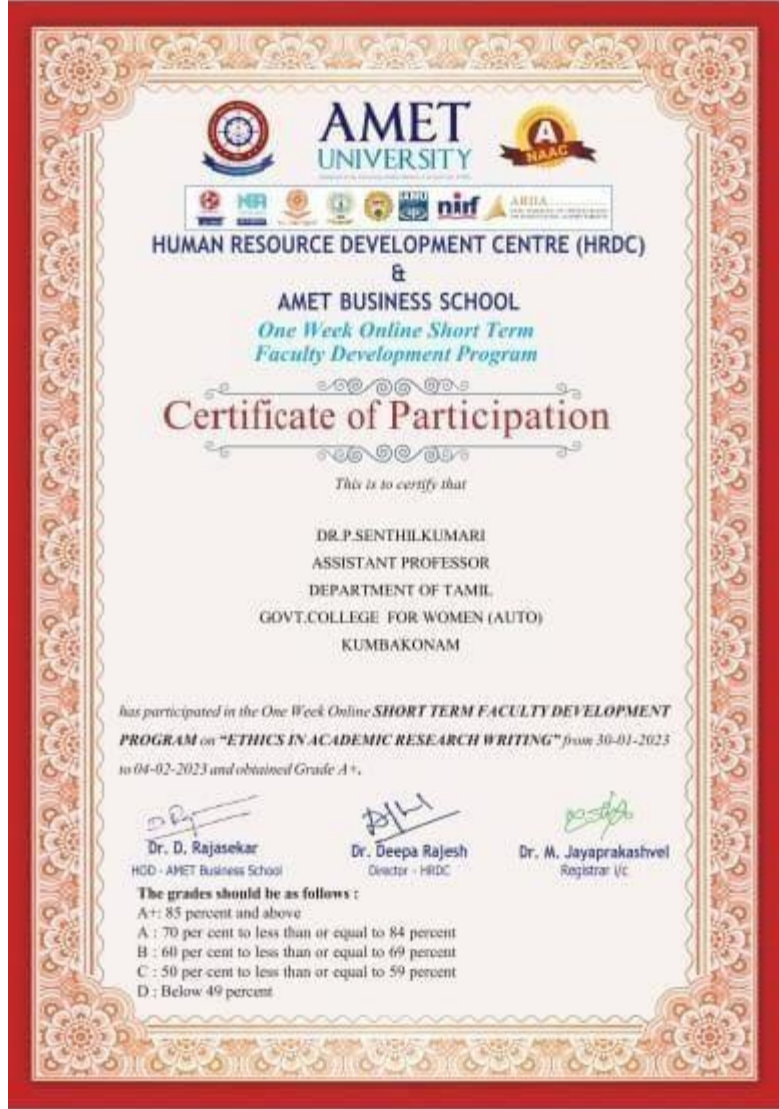 AMET
UNIVERSITY
A
NAAC
nirf
ARIIA
HUMAN RESOURCE DEVELOPMENT CENTRE (HRDC)
&
AMET BUSINESS SCHOOL
One Week Online Short Term
Faculty Development Program
Certificate of Participation
This is to certify that
DR.P.SENTHILKUMARI
ASSISTANT PROFESSOR
DEPARTMENT OF TAMIL
GOVT.COLLEGE FOR WOMEN (AUTO)
KUMBAKONAM
has participated in the One Week Online SHORT TERM FACULTY DEVELOPMENT
PROGRAM on "ETHICS IN ACADEMIC RESEARCH WRITING" from 30-01-2023
to 04-02-2023 and obtained Grade A+.
Dr. D. Rajasekar
HOD - AMET Business School
Dr. Deepa Rajesh
Director - HRDC
Dr. M. Jayaprakashvel
Registrar i/c
The grades should be as follows :
A+: 85 percent and above
A : 70 per cent to less than or equal to 84 percent
B : 60 per cent to less than or equal to 69 percent
C : 50 per cent to less than or equal to 59 percent
D : Below 49 percent